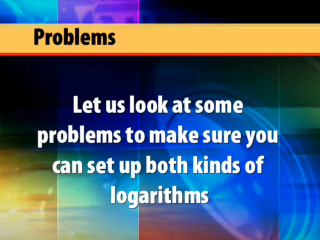 Problems
Let us look at some
problems to make sure you
can set up both kinds of
logarithms